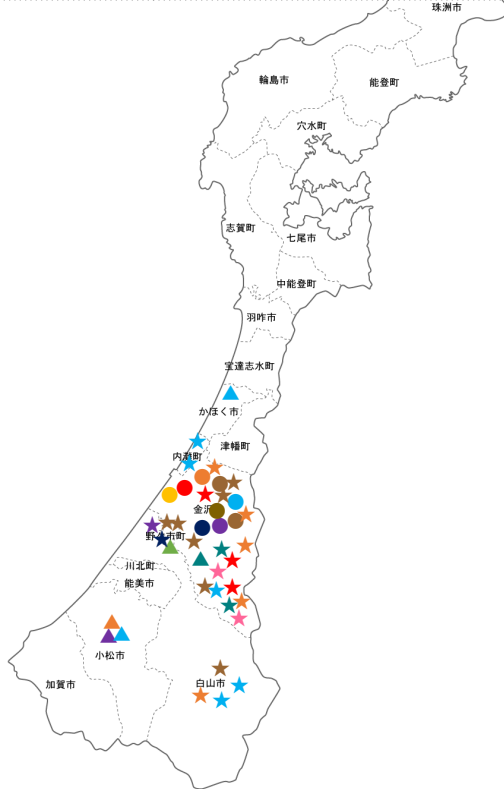 珠洲市
輪島市
能登町
穴水町
志賀町
七尾市
中能登町
羽咋市
宝達志水町
かほく市
津幡町
内灘町
金沢
野々市町
川北町
能美市
小松市
加賀市
白山市